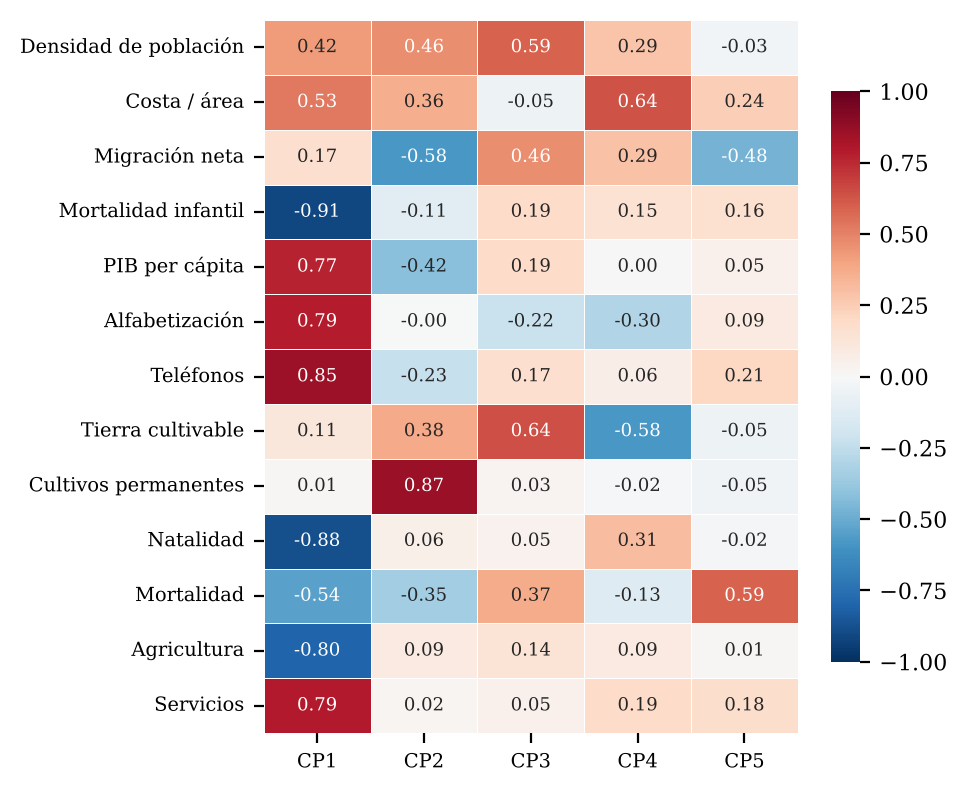 Densidad de población 0.42 0.46 0.59 0.29 -0.03
Costa / área 0.53 0.36 -0.05 0.64 0.24
Migración neta 0.17 -0.58 0.46 0.29 -0.48
Mortalidad infantil -0.91 -0.11 0.19 0.15 0.16
PIB per cápita 0.77 -0.42 0.19 0.00 0.05
Alfabetización 0.79 -0.00 -0.22 -0.30 0.09
Teléfonos 0.85 -0.23 0.17 0.06 0.21
Tierra cultivable 0.11 0.38 0.64 -0.58 -0.05
Cultivos permanentes 0.01 0.87 0.03 -0.02 -0.05
Natalidad -0.88 0.06 0.05 0.31 -0.02
Mortalidad -0.54 -0.35 0.37 -0.13 0.59
Agricultura -0.80 0.09 0.14 0.09 0.01
Servicios 0.79 0.02 0.05 0.19 0.18
CP1 CP2 CP3 CP4 CP5
1.00
0.75
0.50
0.25
0.00
−0.25
−0.50
−0.75
−1.00